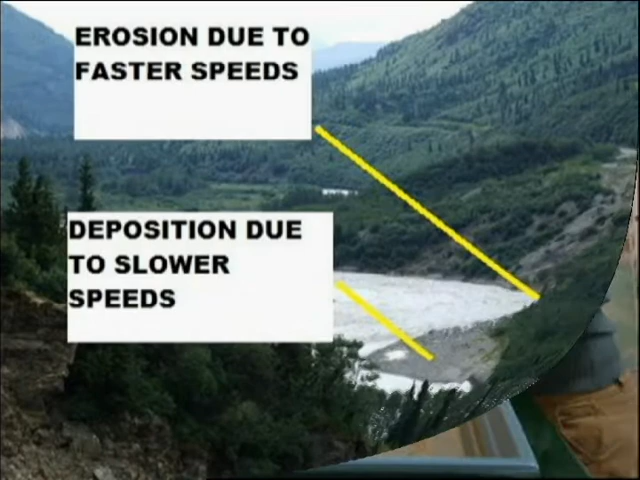 EROSION DUE TO
FASTER SPEEDS
DEPOSITION DUE
TO SLOWER
SPEEDS